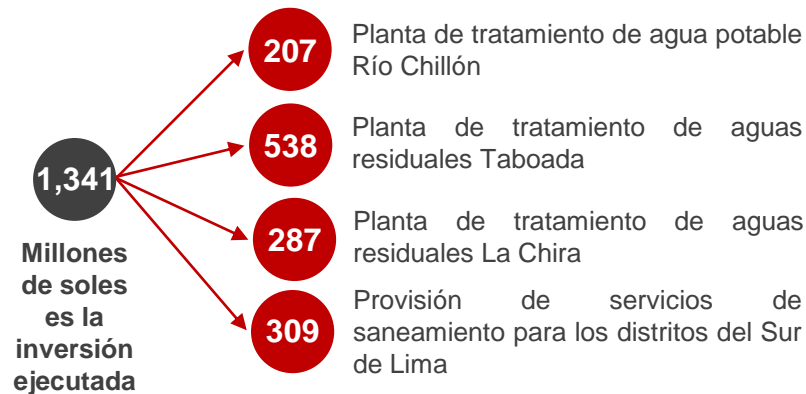 1,341
Millones
de soles
es la
inversión
ejecutada
207
Planta de tratamiento de agua potable
Río Chillón
538
Planta de tratamiento de aguas
residuales Taboada
287
Planta de tratamiento de aguas
residuales La Chira
309
Provisión de servicios de
saneamiento para los distritos del Sur
de Lima